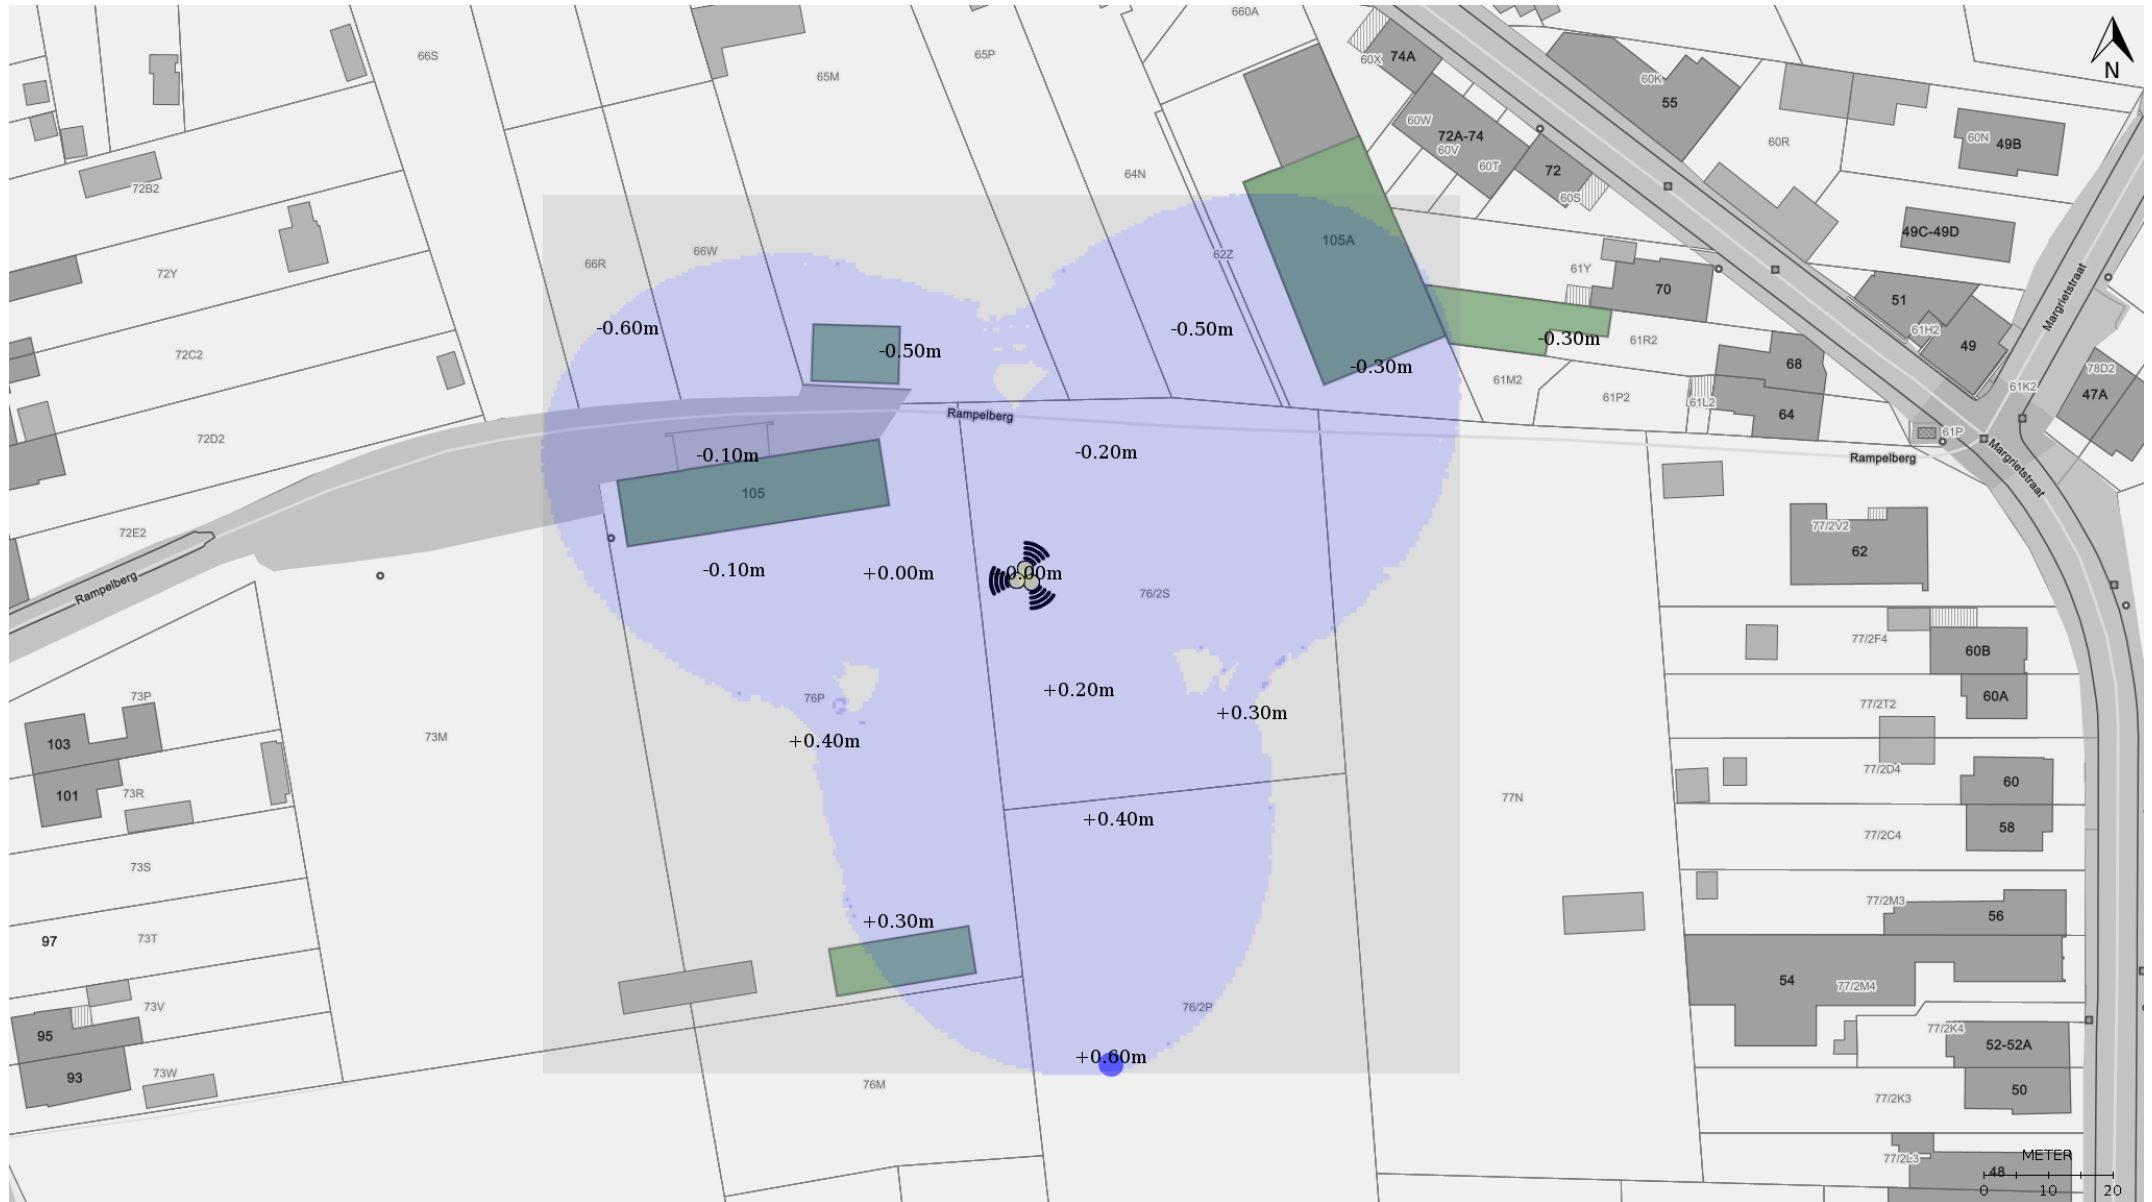 660A
66S
65P
74A
60X
65M
60K
55
N
60W
72A-74
60V
60R
60N
49B
60T
72
64N
72B2
60S
49C-49D
105A
66R
66W
62Z
72Y
61Y
70
Margrietstraat
51
-0.60m
-0.50m
61H2
-0.30m
61R2
49
72C2
-0.50m
68
-0.30m
78D2
61M2
61K2
47A
61P2
61L2
64
Rampelberg
72D2
61P
-0.10m
-0.20m
Rampelberg
Margrietstraat
105
72E2
77/2V2
62
-0.10m
+0.00m
0.00m
Rampelberg
76/2S
77/2F4
60B
73P
76P
+0.20m
60A
77/2T2
+0.30m
103
73M
+0.40m
77/2D4
60
101
73R
77N
+0.40m
58
77/2C4
73S
77/2M3
56
+0.30m
97
73T
54
77/2M4
73V
76/2P
77/2K4
95
52-52A
+0.60m
93
73W
76M
50
77/2K3
77/2L3
METER
48
0
10
20